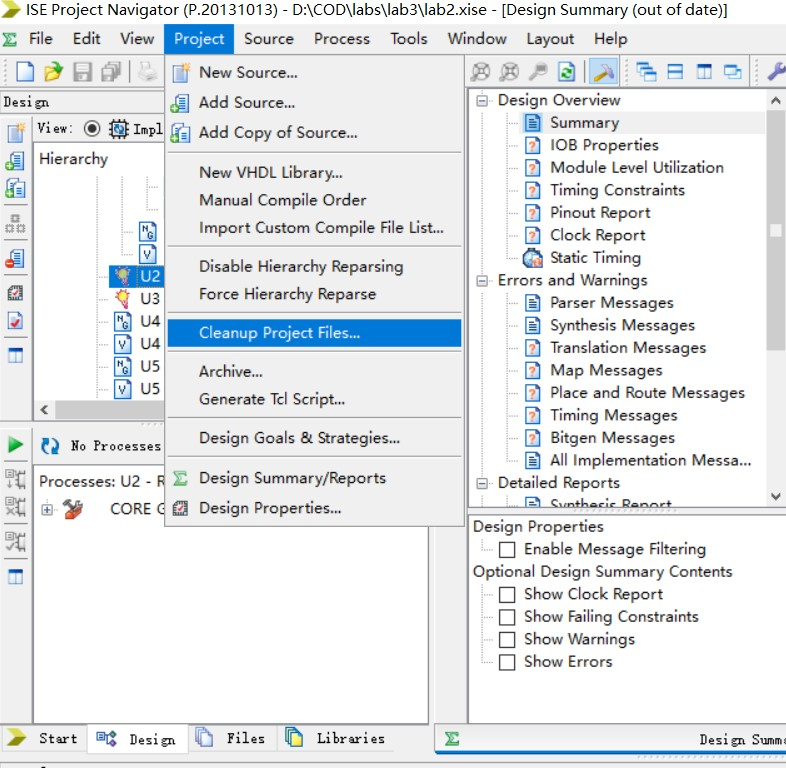 ISE Project Navigator (P.20131013) - D:\COD\labs\lab3\lab2.xise - [Design Summary (out of date)]
File Edit View Project Source Process Tools Window Layout Help
Design
View: Impl
Hierarchy
U2
U3
U4
U4
U5
U5
New Source...
Add Source...
Add Copy of Source...
New VHDL Library...
Manual Compile Order
Import Custom Compile File List...
Disable Hierarchy Reparsing
Force Hierarchy Reparse
Cleanup Project Files...
Archive...
Generate Tcl Script...
Design Goals & Strategies...
Design Summary/Reports
Design Properties...
No Processes
Processes: U2 - R
CORE G
Design Overview
Summary
IOB Properties
Module Level Utilization
Timing Constraints
Pinout Report
Clock Report
Static Timing
Errors and Warnings
Parser Messages
Synthesis Messages
Translation Messages
Map Messages
Place and Route Messages
Timing Messages
Bitgen Messages
All Implementation Messa...
Detailed Reports
Synthesis Report
Design Properties
Enable Message Filtering
Optional Design Summary Contents
Show Clock Report
Show Failing Constraints
Show Warnings
Show Errors
Start Design Files Libraries
Design Summa